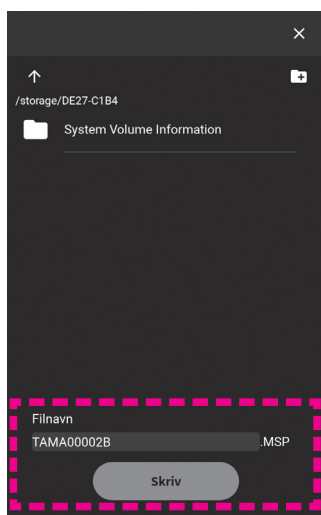 /storage/DE27-C1B4
System Volume Information
Filnavn
TAMA00002B .MSP
Skriv